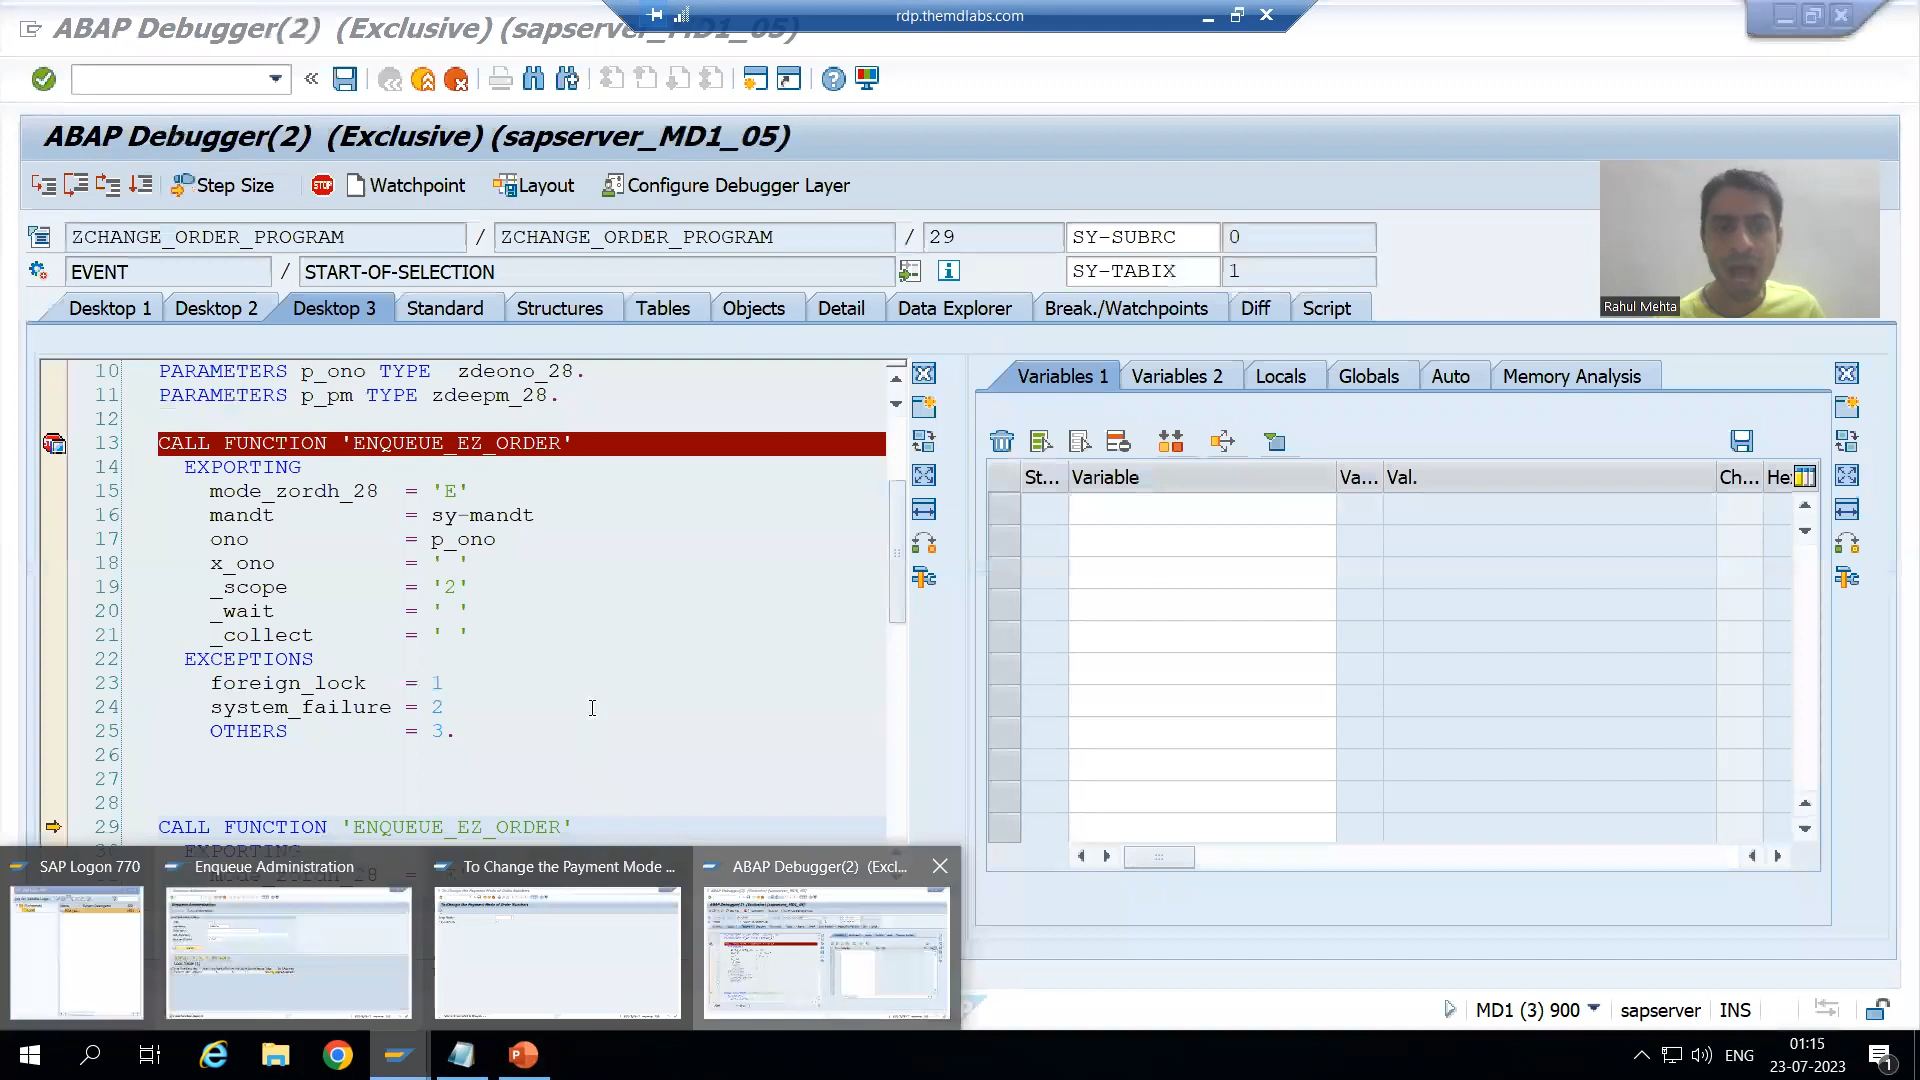 ABAP Debugger(2) (Exclusive) (sapserver_MD1_05)
rdp.themdlabs.com
ABAP Debugger(2) (Exclusive) (sapserver_MD1_05)
Step Size
STOP
Watchpoint
Layout
Configure Debugger Layer
ZCHANGE_ORDER_PROGRAM / ZCHANGE_ORDER_PROGRAM / 29 SY-SUBRC 0
EVENT / START-OF-SELECTION SY-TABIX 1
Rahul Mehta
Desktop 1 Desktop 2 Desktop 3 Standard Structures Tables Objects Detail Data Explorer Break./Watchpoints Diff Script
10 PARAMETERS p_ono TYPE zdeono_28.
11 PARAMETERS p_pm TYPE zdeepm_28.
12
13 CALL FUNCTION 'ENQUEUE_EZ_ORDER'
14 EXPORTING
15 mode_zordh_28 = 'E'
16 mandt = sy-mandt
17 ono = p_ono
18 x_ono = ' '
19 _scope = '2'
20 _wait = ' '
21 _collect = ' '
22 EXCEPTIONS
23 foreign_lock = 1
24 system_failure = 2
25 OTHERS = 3.
26
27
28
29 CALL FUNCTION 'ENQUEUE_EZ_ORDER'
Variables 1 Variables 2 Locals Globals Auto Memory Analysis
St... Variable Va... Val. Ch... He
SAP Logon 770
Enqueue Administration
To Change the Payment Mode ...
ABAP Debugger(2) (Excl...
MD1 (3) 900 sapserver INS
ENG
01:15
23-07-2023
1